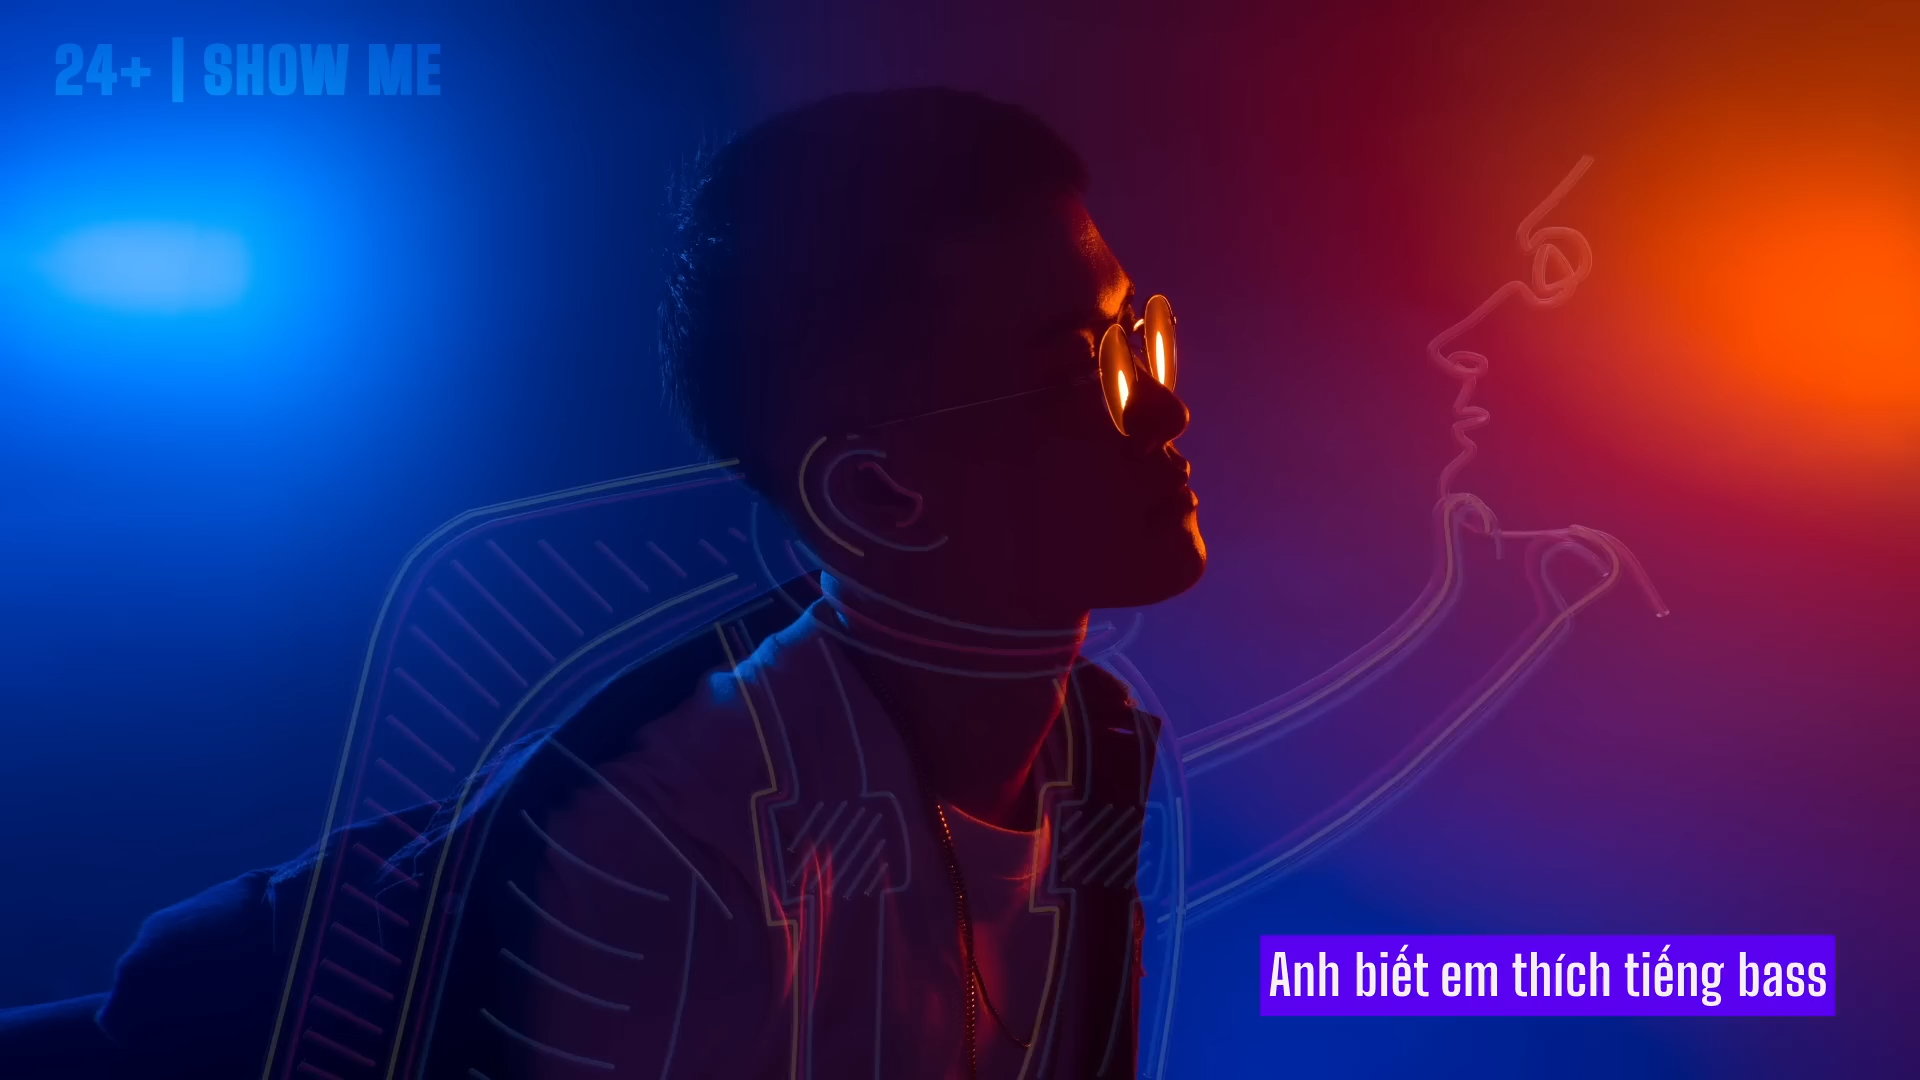 24+ | SHOW ME
Anh biết em thích tiếng bass